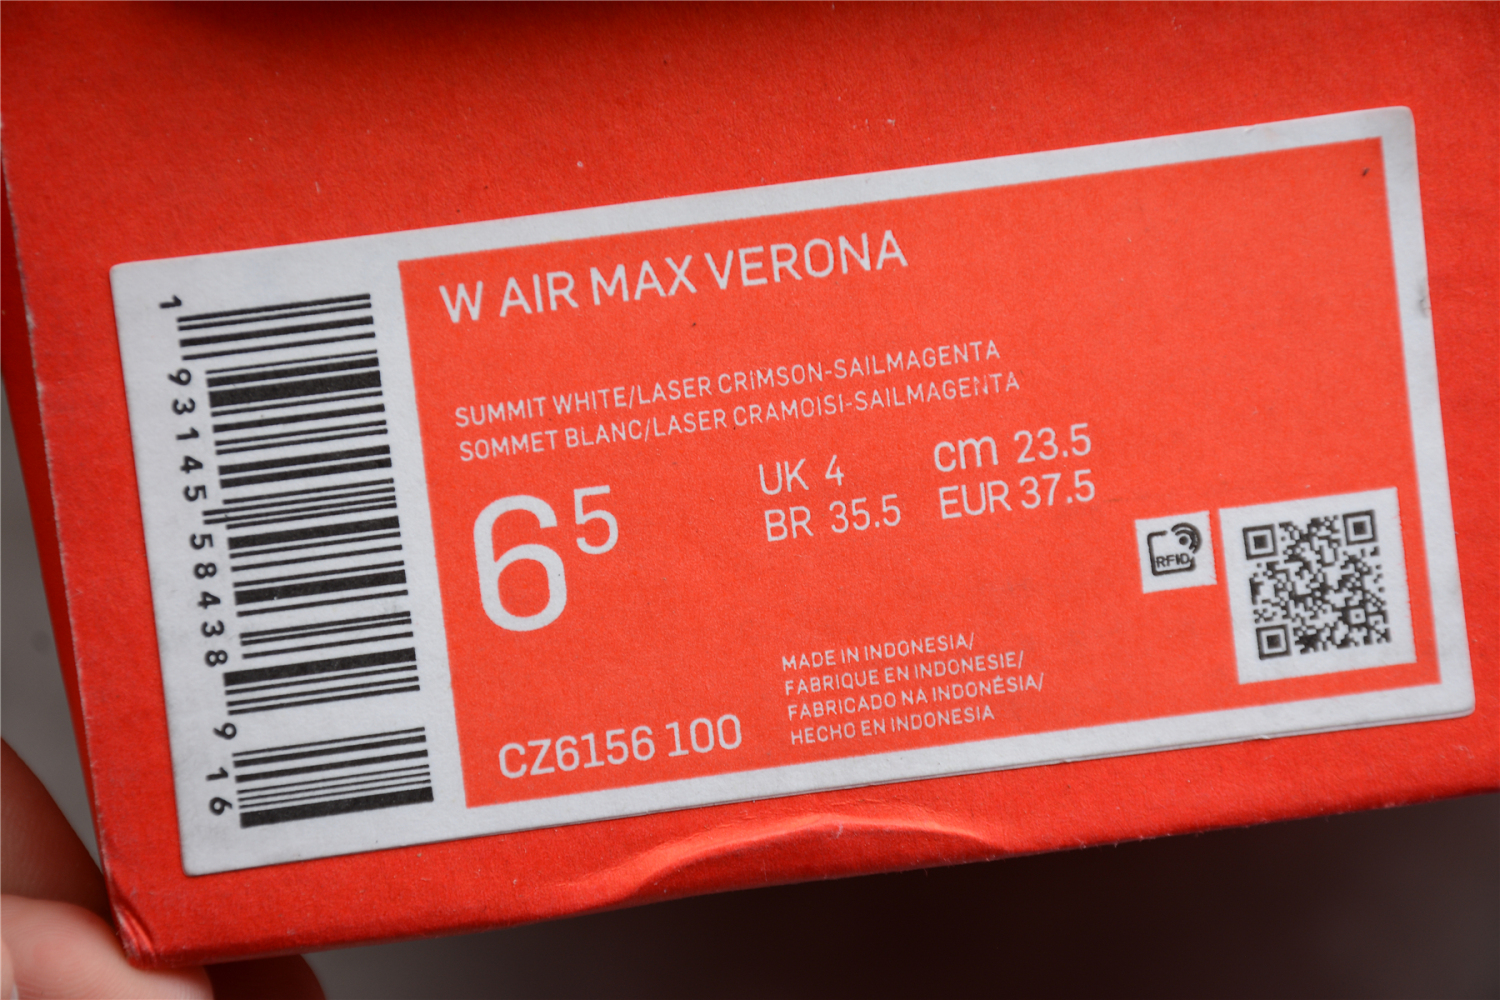 W AIR MAX VERONA
SUMMIT WHITE/LASER CRIMSON-SAILMAGENTA
SOMMET BLANC/LASER CRAMOISI-SAILMAGENTA
6 5
UK 4
cm 23.5
BR 35.5
EUR 37.5
RFID
MADE IN INDONESIA/
FABRIQUE EN INDONESIE/
FABRICADO NA INDONÉSIA/
HECHO EN INDONESIA
CZ6156 100
1 93145 58438 9 16